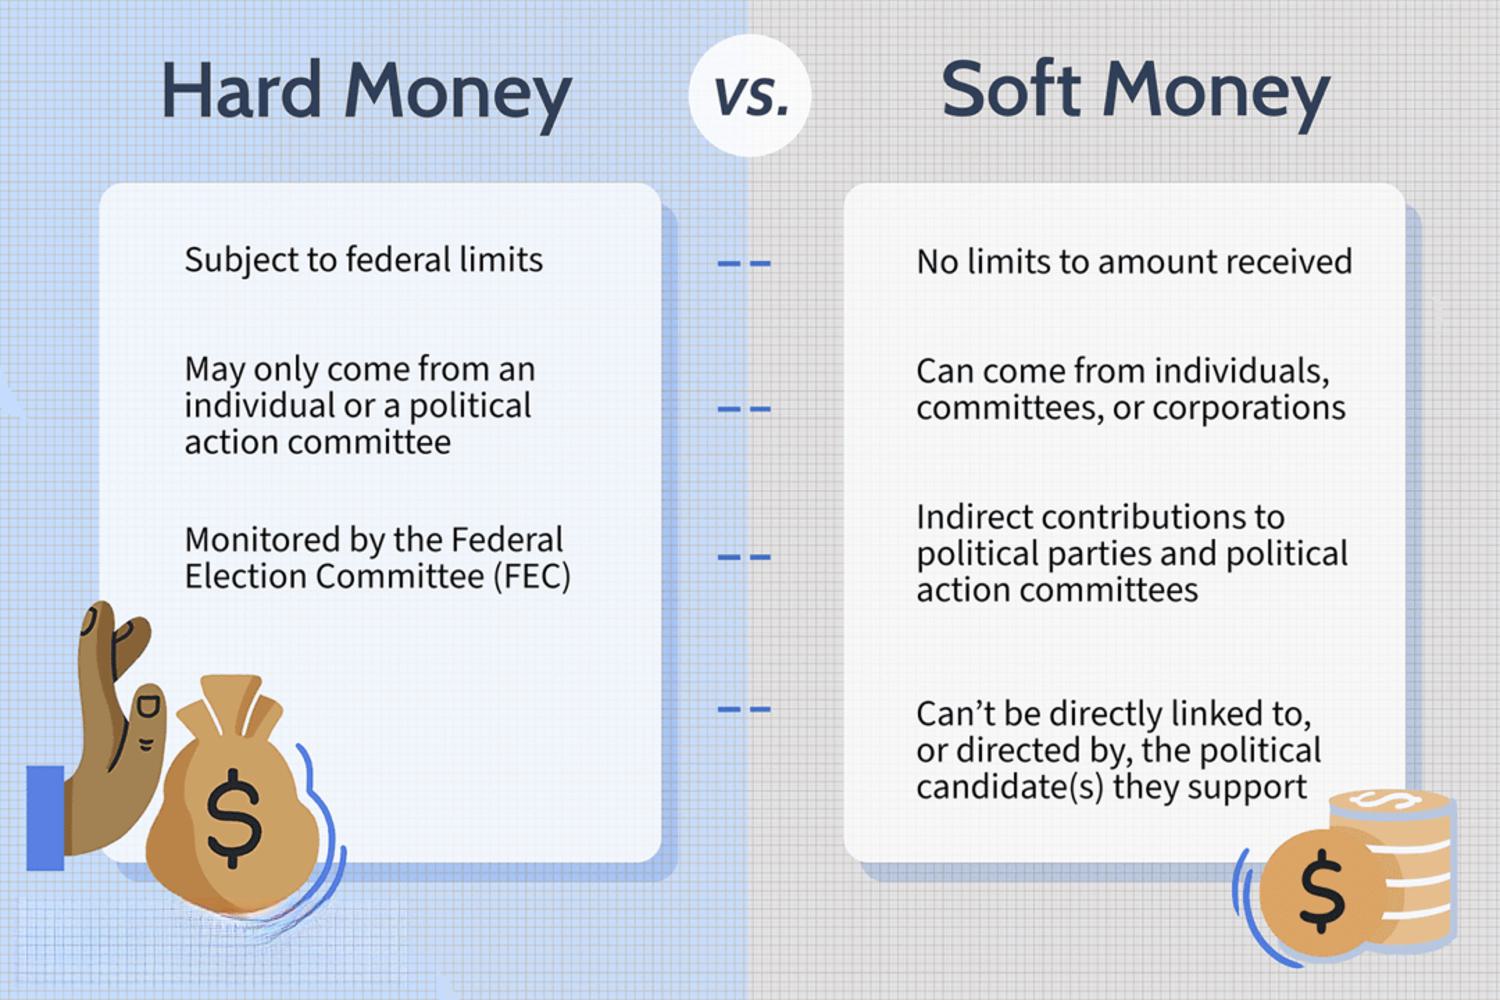 Hard Money
vs.
Soft Money
Subject to federal limits
May only come from an
individual or a political
action committee
Monitored by the Federal
Election Committee (FEC)
No limits to amount received
Can come from individuals,
committees, or corporations
Indirect contributions to
political parties and political
action committees
Can’t be directly linked to,
or directed by, the political
candidate(s) they support
$
$
S